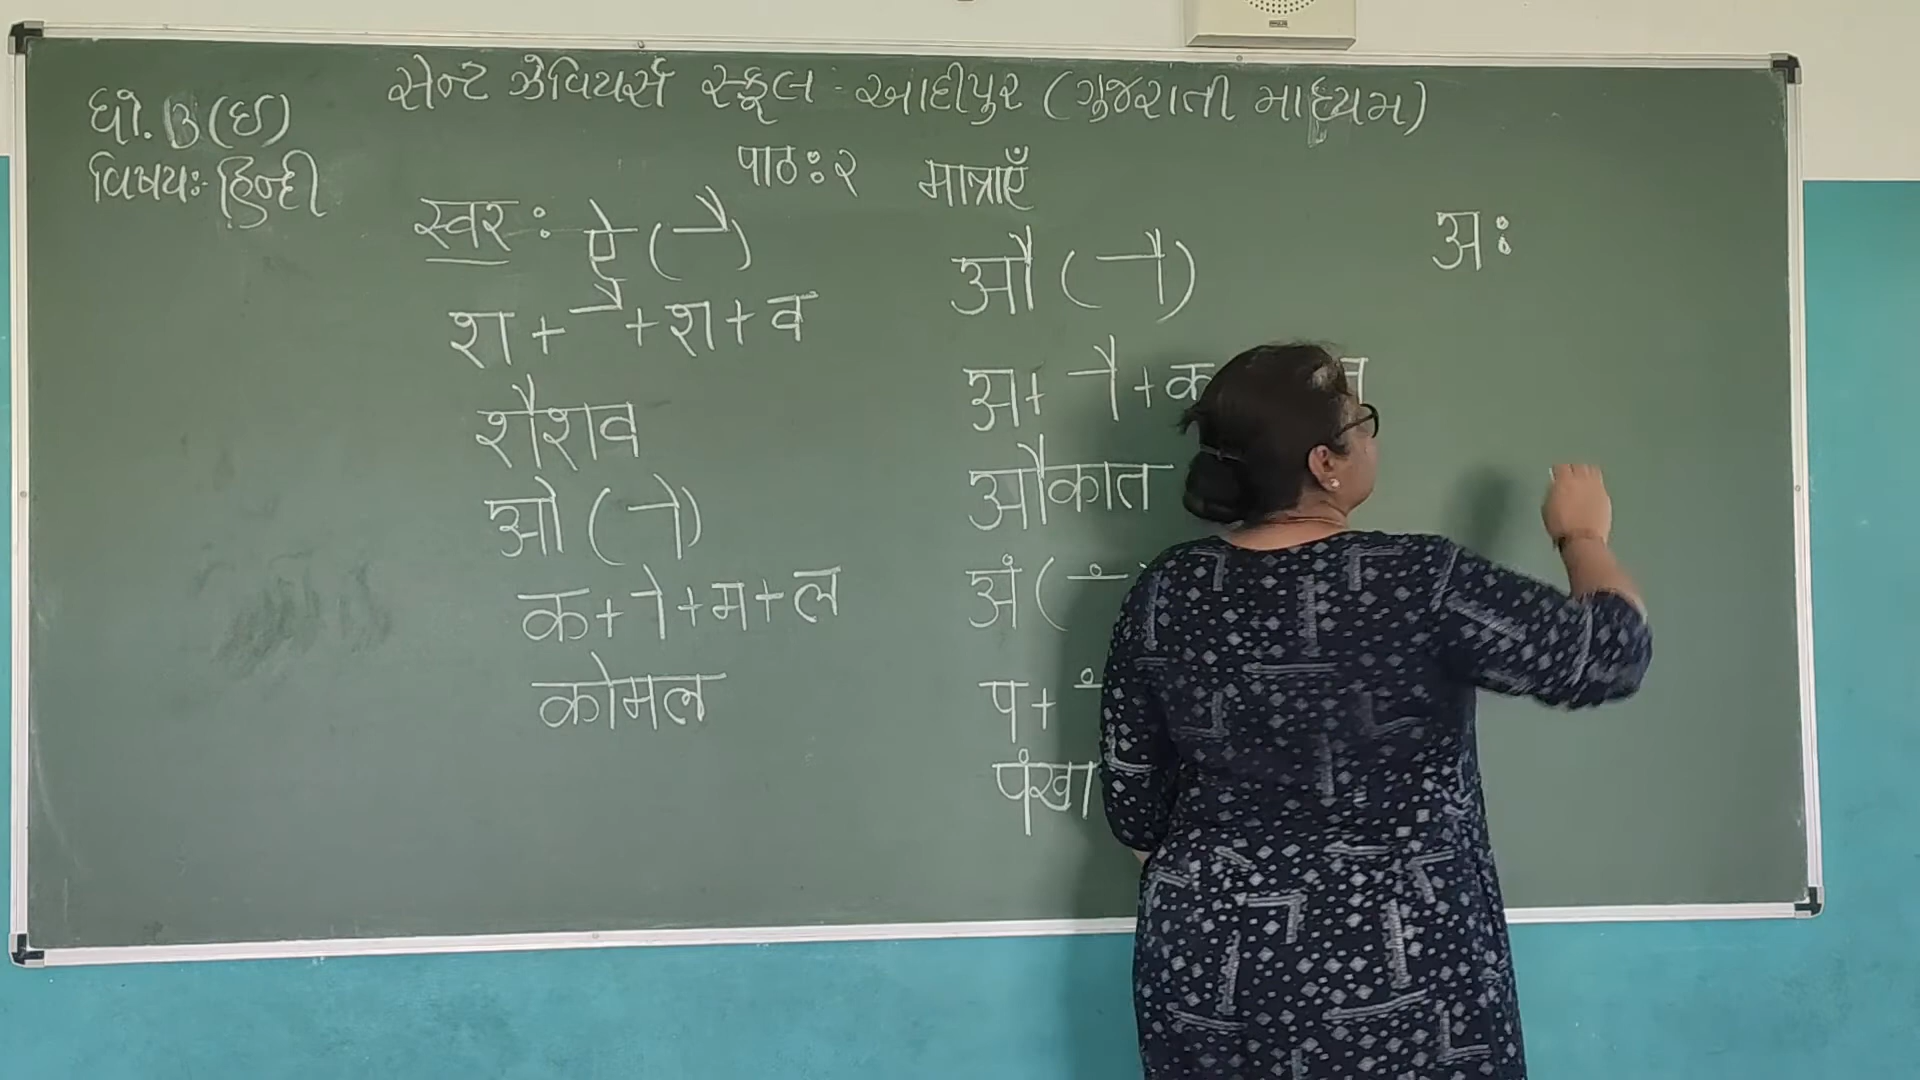 સેન્ટ ઝેવિયર્સ સ્કૂલ - આદીપુર (ગુજરાતી માધ્યમ)
ધો. ૩ (ઈ)
વિષયઃ- हिन्दी
पाठः २ मात्राएँ
स्वर : ऐ ( ै)
श + ै + श + व
शैशव
ओ ( ो)
क + ो + म + ल
कोमल
औ ( ौ)
अ + ौ + क
औकात
अं ( ं
प + ं
पंखा
अः